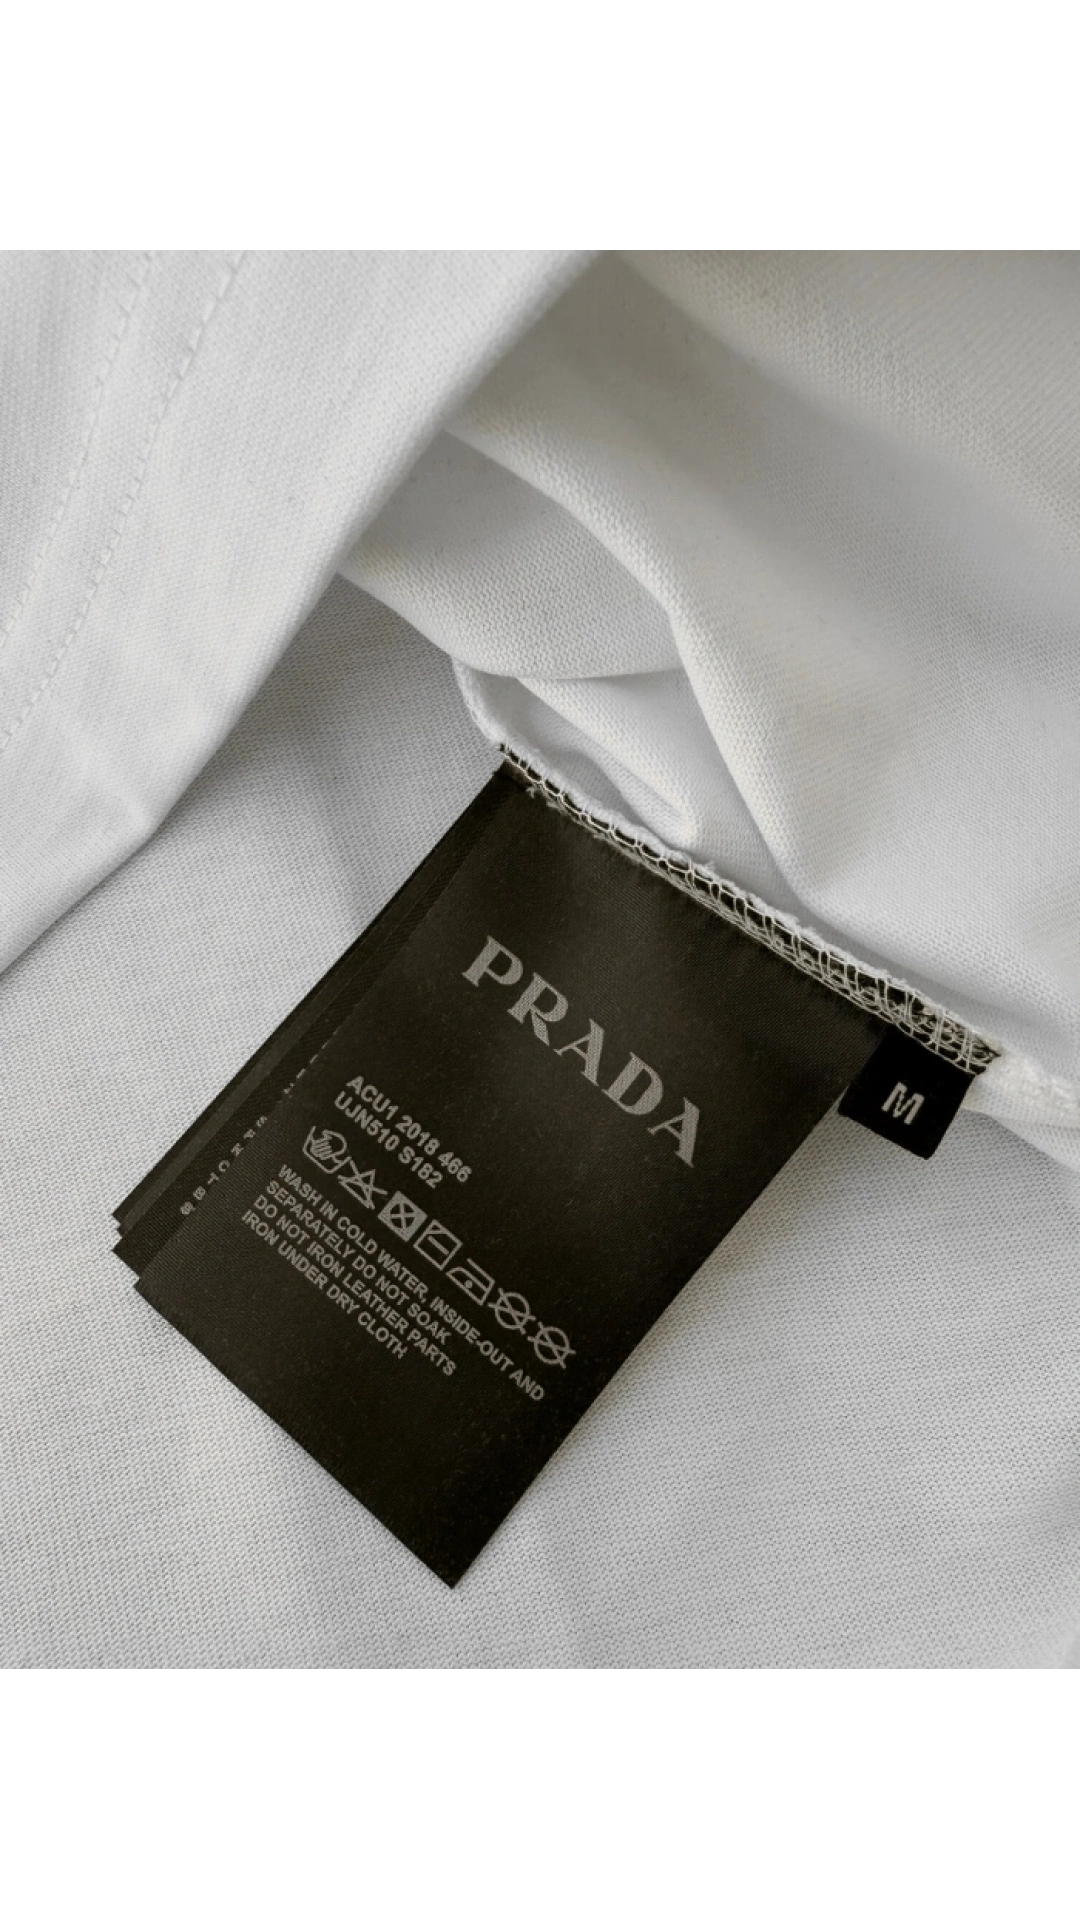 PRADA
M
ACU1 2018 466
UJN510 S182
WASH IN COLD WATER, INSIDE-OUT AND
SEPARATELY DO NOT SOAK
DO NOT IRON LEATHER PARTS
IRON UNDER DRY CLOTH